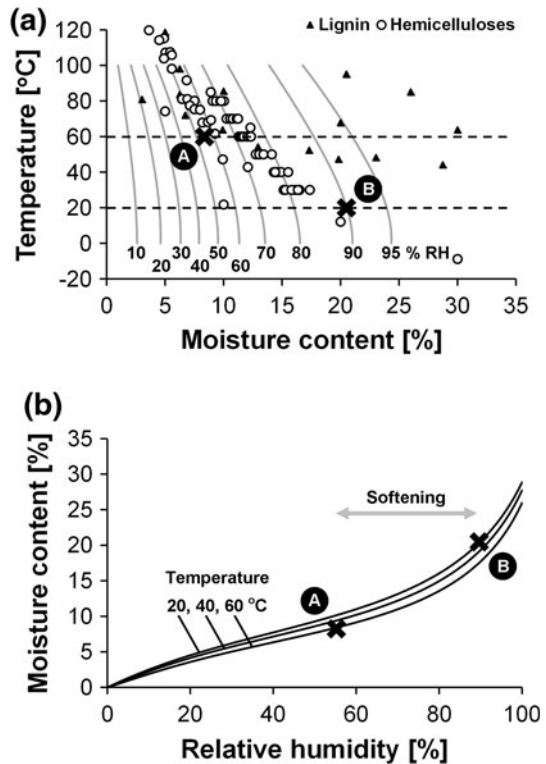 (a)
▲ Lignin ○ Hemicelluloses
Temperature [°C]
120
100
80
60
40
20
0
-20
A
B
10 20 30 40 50 60 70 80 90 95 % RH
0 5 10 15 20 25 30 35
Moisture content [%]
(b)
Moisture content [%]
35
30
25
20
15
10
5
0
Softening
Temperature
20, 40, 60 °C
A
B
0 20 40 60 80 100
Relative humidity [%]